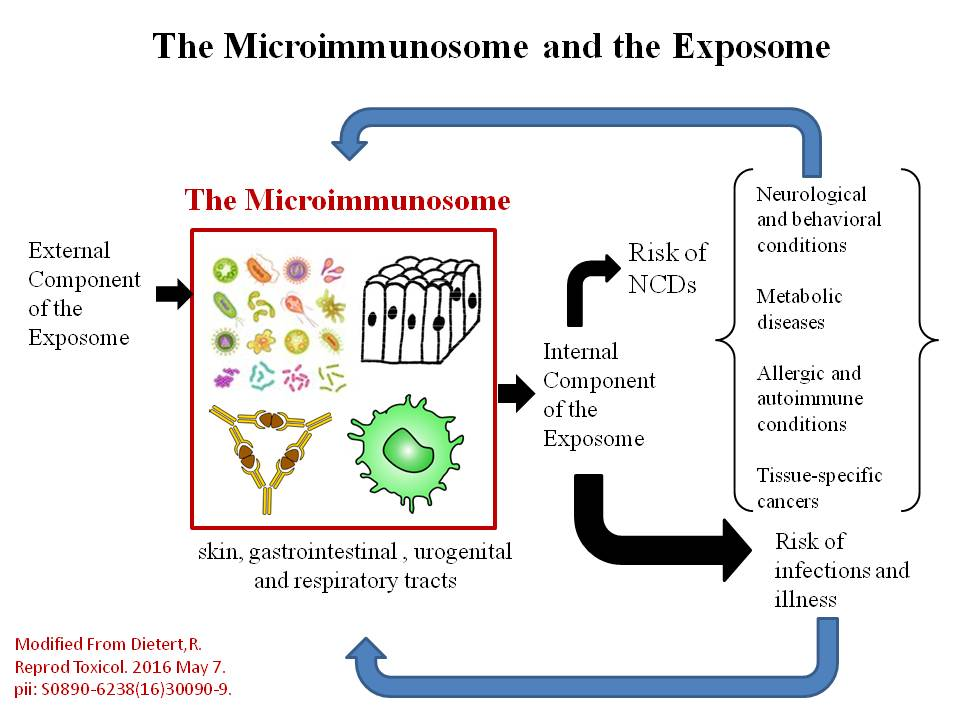 The Microimmunosome and the Exposome
The Microimmunosome
External
Component
of the
Exposome
skin, gastrointestinal , urogenital
and respiratory tracts
Internal
Component
of the
Exposome
Risk of
NCDs
Neurological
and behavioral
conditions
Metabolic
diseases
Allergic and
autoimmune
conditions
Tissue-specific
cancers
Risk of
infections and
illness
Modified From Dietert,R.
Reprod Toxicol. 2016 May 7.
pii: S0890-6238(16)30090-9.